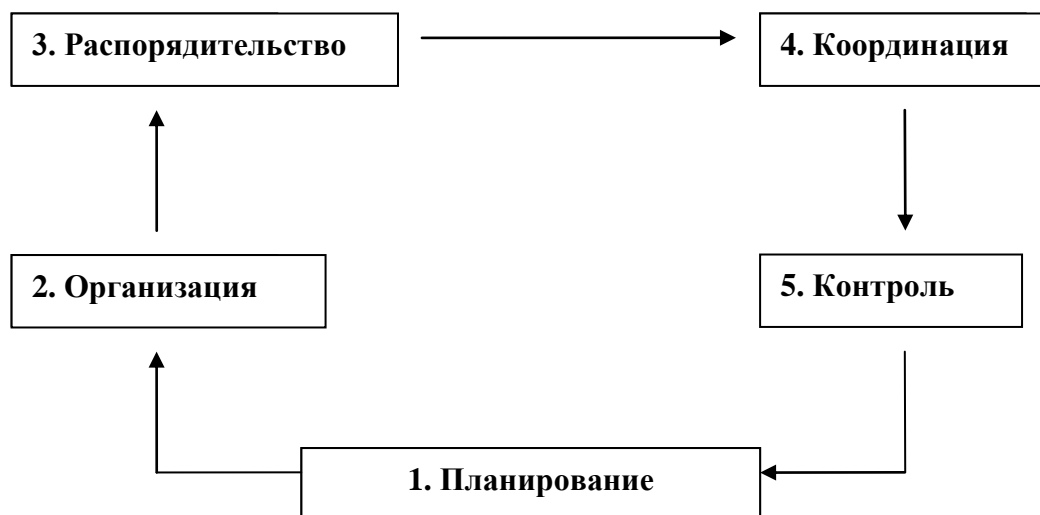 3. Распорядительство
4. Координация
2. Организация
5. Контроль
1. Планирование